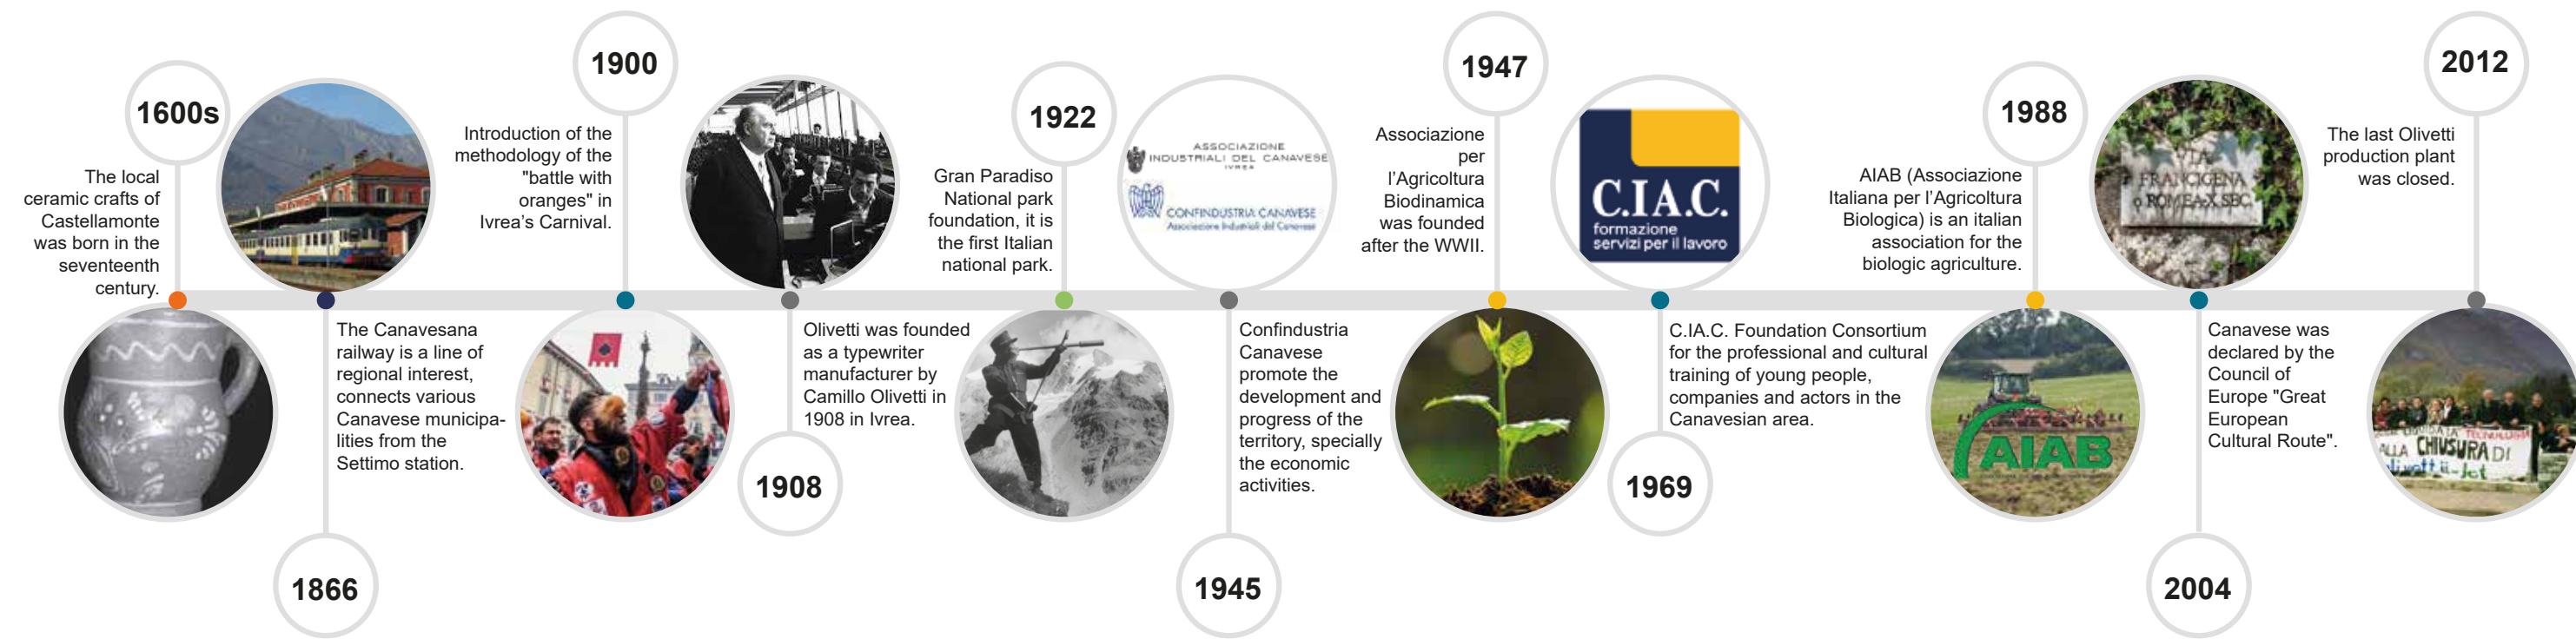 1600s
The local
ceramic crafts of
Castellamonte
was born in the
seventeenth
century.
The Canavesana
railway is a line of
regional interest,
connects various
Canavese municipa-
lities from the
Settimo station.
1866
1900
Introduction of the
methodology of the
"battle with
oranges" in
Ivrea's Carnival.
Olivetti was founded
as a typewriter
manufacturer by
Camillo Olivetti in
1908 in Ivrea.
1908
1922
Gran Paradiso
National park
foundation, it is
the first Italian
national park.
ASSOCIAZIONE
INDUSTRIALI DEL CANAVESE
IVREA
CONFINDUSTRIA CANAVESE
Associazione Industriali del Canavese
Confindustria
Canavese
promote the
development and
progress of the
territory, specially
the economic
activities.
1945
1947
Associazione
per
l'Agricoltura
Biodinamica
was founded
after the WWII.
C.IA.C.
formazione
servizi per il lavoro
C.IA.C. Foundation Consortium
for the professional and cultural
training of young people,
companies and actors in the
Canavesian area.
1969
1988
AIAB (Associazione
Italiana per l'Agricoltura
Biologica) is an italian
association for the
biologic agriculture.
AIAB
VIA
FRANCIGENA
o ROMEA X SEC.
Canavese was
declared by the
Council of
Europe "Great
European
Cultural Route".
2004
2012
The last Olivetti
production plant
was closed.
ALLA CHIUSURA DI